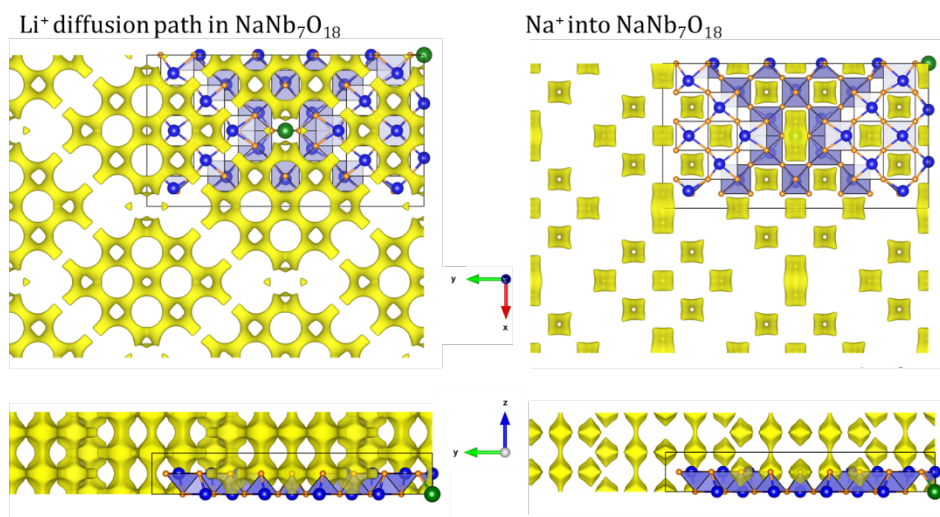 Li⁺ diffusion path in NaNb₇O₁₈
Na⁺ into NaNb₇O₁₈
y
x
z
y